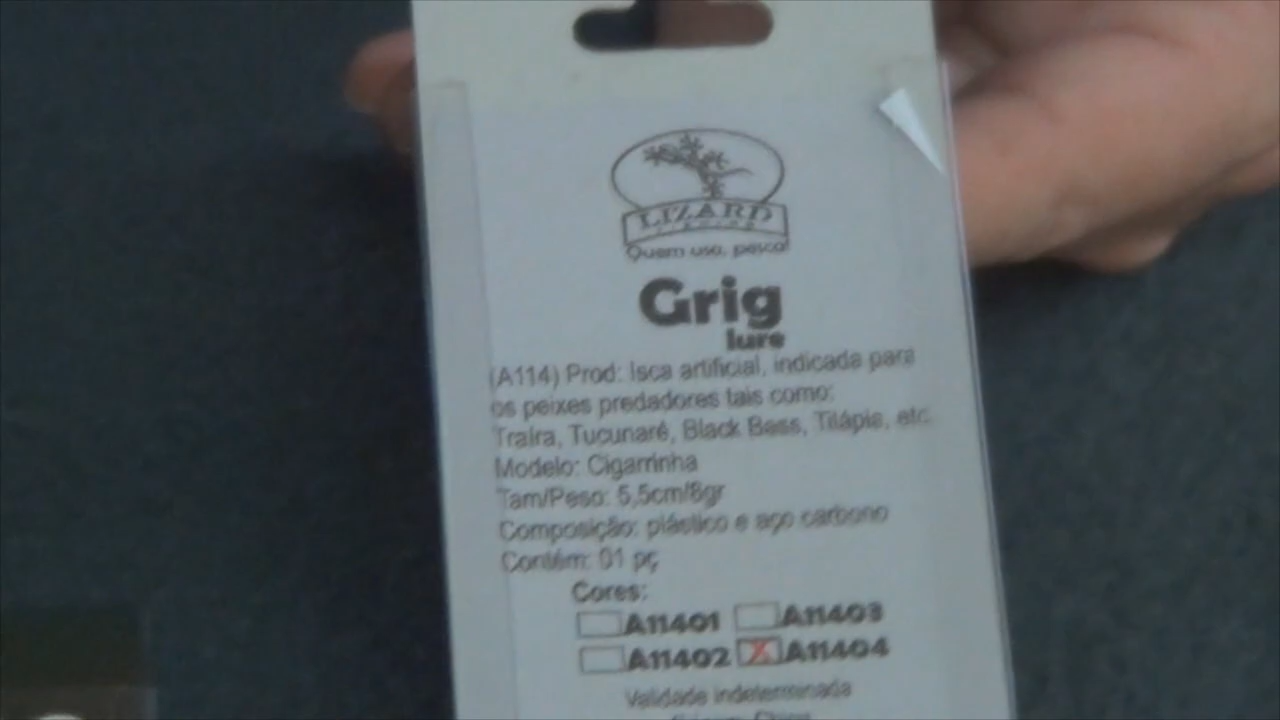 LIZARD
Quem usa, pesca!
Grig
lure
(A114) Prod: Isca artificial, indicada para
os peixes predadores tais como:
Traíra, Tucunaré, Black Bass, Tilápia, etc.
Modelo: Cigarrinha
Tam/Peso: 5,5cm/8gr
Composição: plástico e aço carbono
Contém: 01 pç
Cores:
A11401 A11403
A11402 X A11404
Validade indeterminada